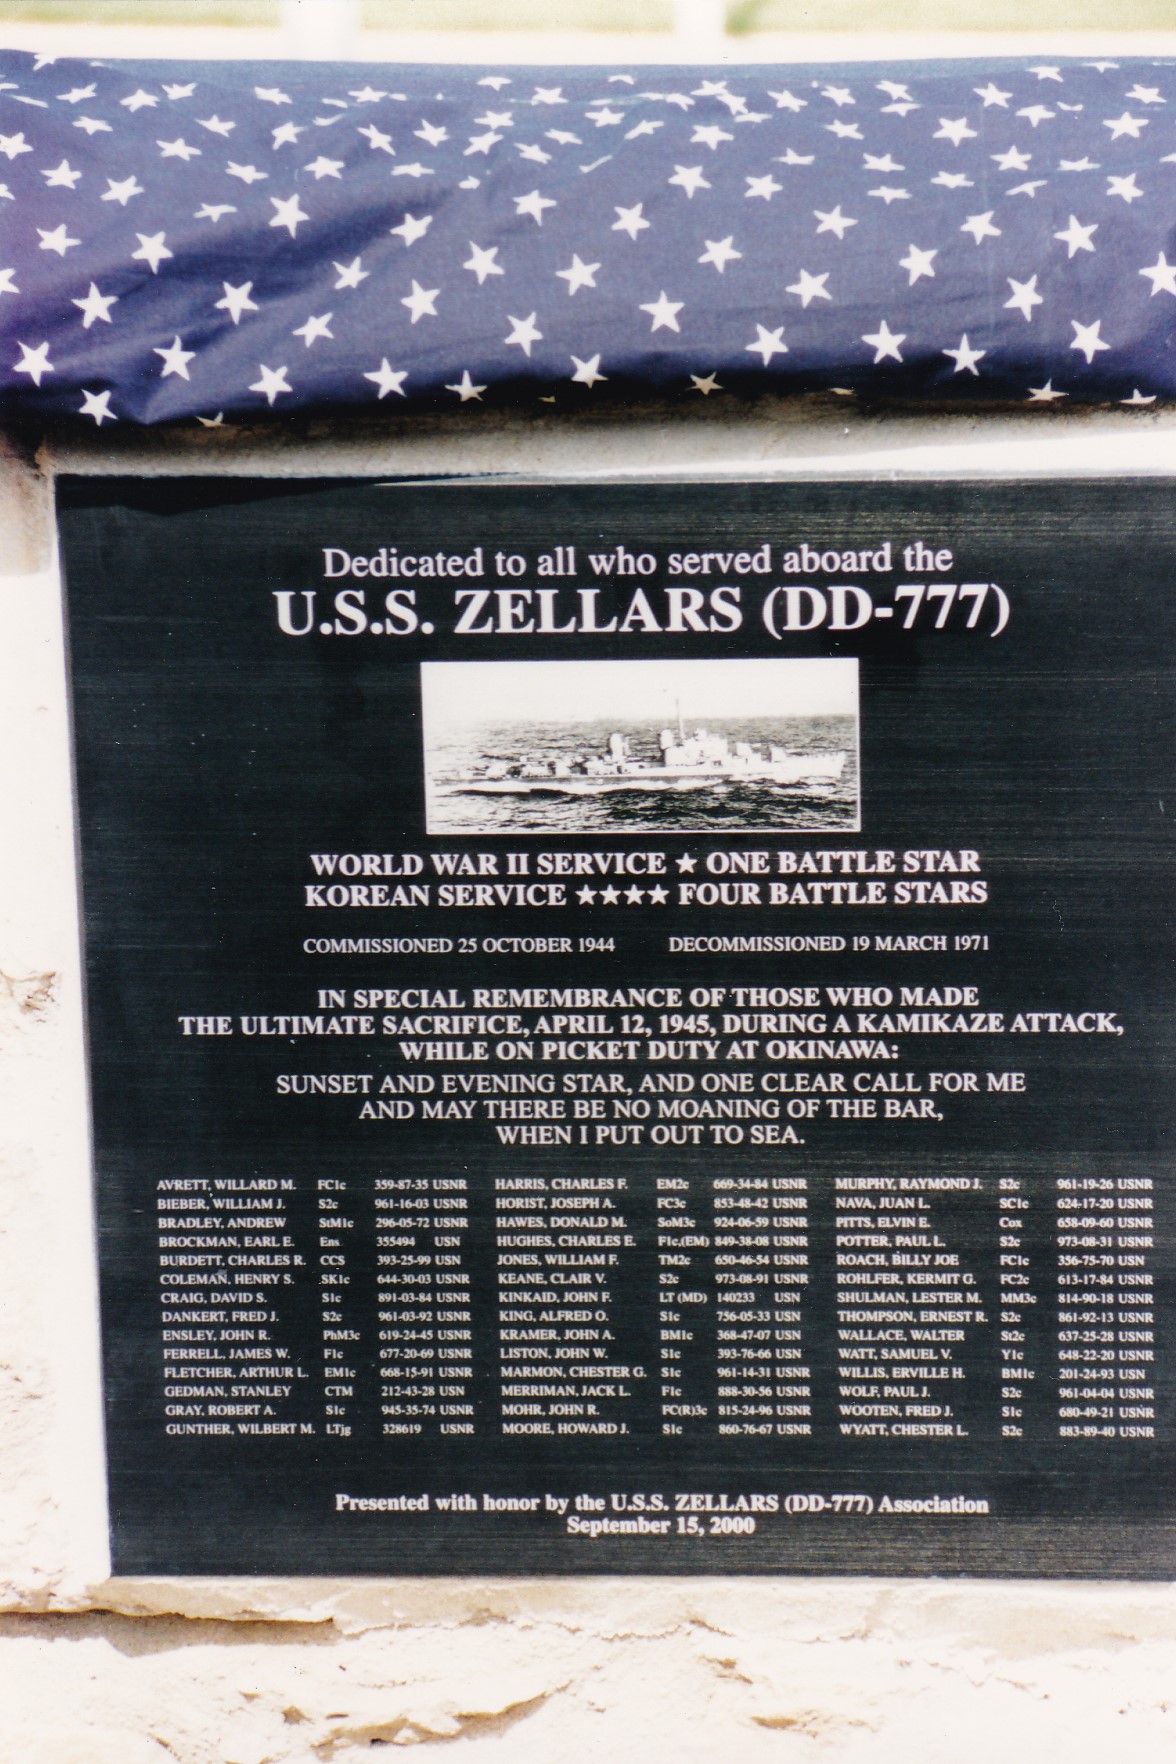 Dedicated to all who served aboard the
U.S.S. ZELLARS (DD-777)
WORLD WAR II SERVICE ★ ONE BATTLE STAR
KOREAN SERVICE ★★★★ FOUR BATTLE STARS
COMMISSIONED 25 OCTOBER 1944 DECOMMISSIONED 19 MARCH 1971
IN SPECIAL REMEMBRANCE OF THOSE WHO MADE
THE ULTIMATE SACRIFICE, APRIL 12, 1945, DURING A KAMIKAZE ATTACK,
WHILE ON PICKET DUTY AT OKINAWA:
SUNSET AND EVENING STAR, AND ONE CLEAR CALL FOR ME
AND MAY THERE BE NO MOANING OF THE BAR,
WHEN I PUT OUT TO SEA.
AVRETT, WILLARD M. FC1c 359-87-35 USNR HARRIS, CHARLES F. EM2c 669-34-84 USNR MURPHY, RAYMOND J. S2c 961-19-26 USNR
BIEBER, WILLIAM J. S2c 961-16-03 USNR HORIST, JOSEPH A. FC3c 853-48-42 USNR NAVA, JUAN L. SC1c 624-17-20 USNR
BRADLEY, ANDREW StM1c 296-05-72 USNR HAWES, DONALD M. SoM3c 924-06-59 USNR PITTS, ELVIN E. Cox 658-09-60 USNR
BROCKMAN, EARL E. Ens 355494 USN HUGHES, CHARLES E. F1c,(EM) 849-38-08 USNR POTTER, PAUL L. S2c 973-08-31 USNR
BURDETT, CHARLES R. CCS 393-25-99 USN JONES, WILLIAM F. TM2c 650-46-54 USNR ROACH, BILLY JOE FC1c 356-75-70 USN
COLEMAN, HENRY S. SK1c 644-30-03 USNR KEANE, CLAIR V. S2c 973-08-91 USNR ROHLFER, KERMIT G. FC2c 613-17-84 USNR
CRAIG, DAVID S. S1c 891-03-84 USNR KINKAID, JOHN F. LT (MD) 140233 USN SHULMAN, LESTER M. MM3c 814-90-18 USNR
DANKERT, FRED J. S2c 961-03-92 USNR KING, ALFRED O. S1c 756-05-33 USN THOMPSON, ERNEST R. S2c 861-92-13 USNR
ENSLEY, JOHN R. PhM3c 619-24-45 USNR KRAMER, JOHN A. BM1c 368-47-07 USN WALLACE, WALTER St2c 637-25-28 USNR
FERRELL, JAMES W. F1c 677-20-69 USNR LISTON, JOHN W. S1c 393-76-66 USN WATT, SAMUEL V. Y1c 648-22-20 USNR
FLETCHER, ARTHUR L. EM1c 668-15-91 USNR MARMON, CHESTER G. S1c 961-14-31 USNR WILLIS, ERVILLE H. BM1c 201-24-93 USN
GEDMAN, STANLEY CTM 212-43-28 USN MERRIMAN, JACK L. F1c 888-30-56 USNR WOLF, PAUL J. S2c 961-04-04 USNR
GRAY, ROBERT A. S1c 945-35-74 USNR MOHR, JOHN R. FC(R)3c 815-24-96 USNR WOOTEN, FRED J. S1c 680-49-21 USNR
GUNTHER, WILBERT M. LTjg 328619 USNR MOORE, HOWARD J. S1c 860-76-67 USNR WYATT, CHESTER L. S2c 883-89-40 USNR
Presented with honor by the U.S.S. ZELLARS (DD-777) Association
September 15, 2000